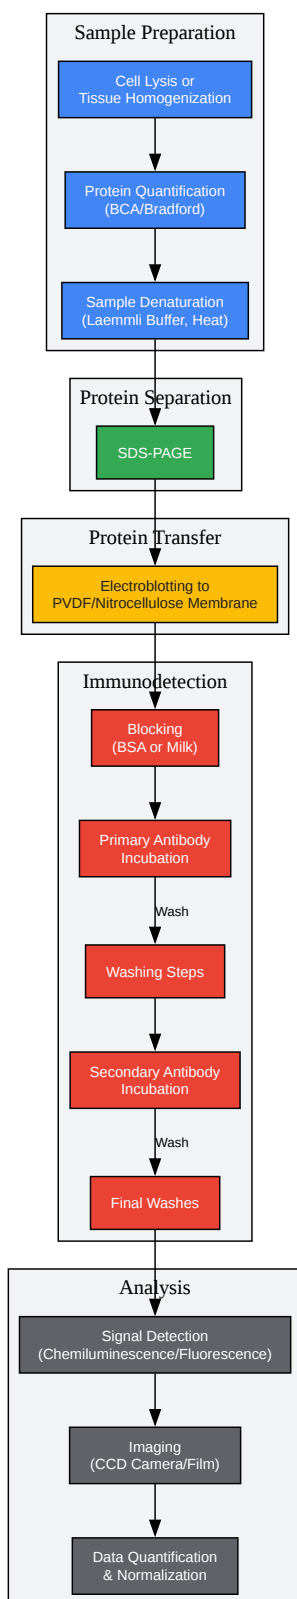 Sample Preparation
Cell Lysis or
Tissue Homogenization
Protein Quantification
(BCA/Bradford)
Sample Denaturation
(Laemmli Buffer, Heat)
Protein Separation
SDS-PAGE
Protein Transfer
Electroblotting to
PVDF/Nitrocellulose Membrane
Immunodetection
Blocking
(BSA or Milk)
Primary Antibody
Incubation
Wash
Washing Steps
Secondary Antibody
Incubation
Wash
Final Washes
Analysis
Signal Detection
(Chemiluminescence/Fluorescence)
Imaging
(CCD Camera/Film)
Data Quantification
& Normalization